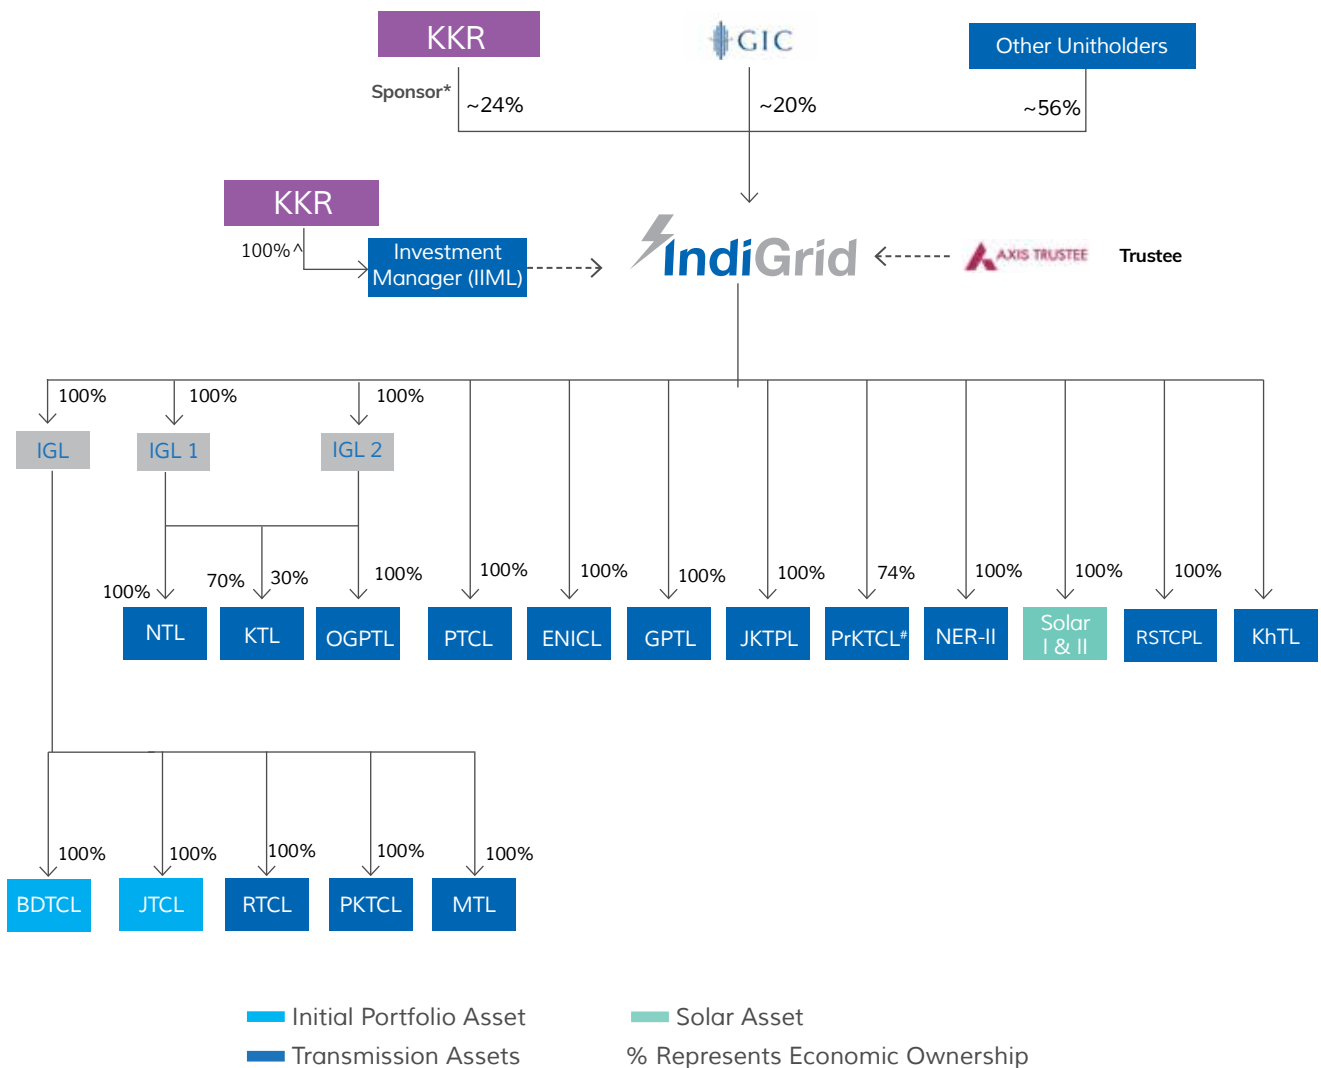 KKR
GIC
Other Unitholders
Sponsor*
~24%
~20%
~56%
KKR
100% ^
Investment
Manager (IIML)
IndiGrid
AXIS TRUSTEE
Trustee
100%
100%
100%
IGL
IGL 1
IGL 2
100%
70%
30%
100%
100%
100%
100%
100%
74%
100%
100%
100%
NTL
KTL
OGPTL
PTCL
ENICL
GPTL
JKTPL
PrKTCL#
NER-II
Solar
I & II
RSTCPL
KhTL
100%
100%
100%
100%
100%
BDTCL
JTCL
RTCL
PKTCL
MTL
Initial Portfolio Asset
Solar Asset
Transmission Assets
% Represents Economic Ownership